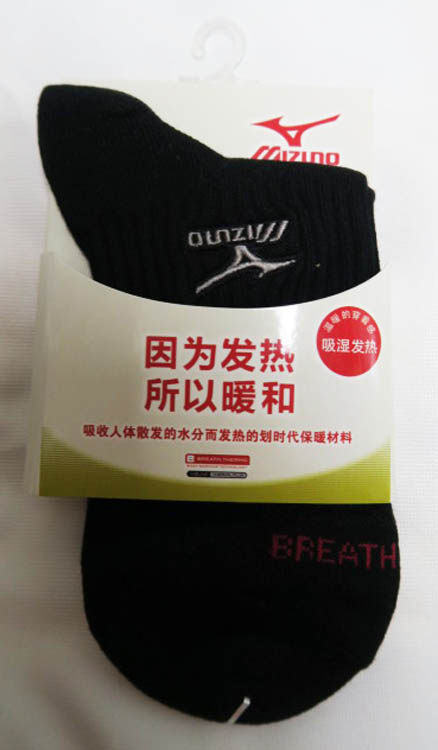 MIZUNO
MIZUNO
温暖的穿着感
吸湿发热
因为发热
所以暖和
吸收人体散发的水分而发热的划时代保暖材料
B BREATH THERMO
BREATH